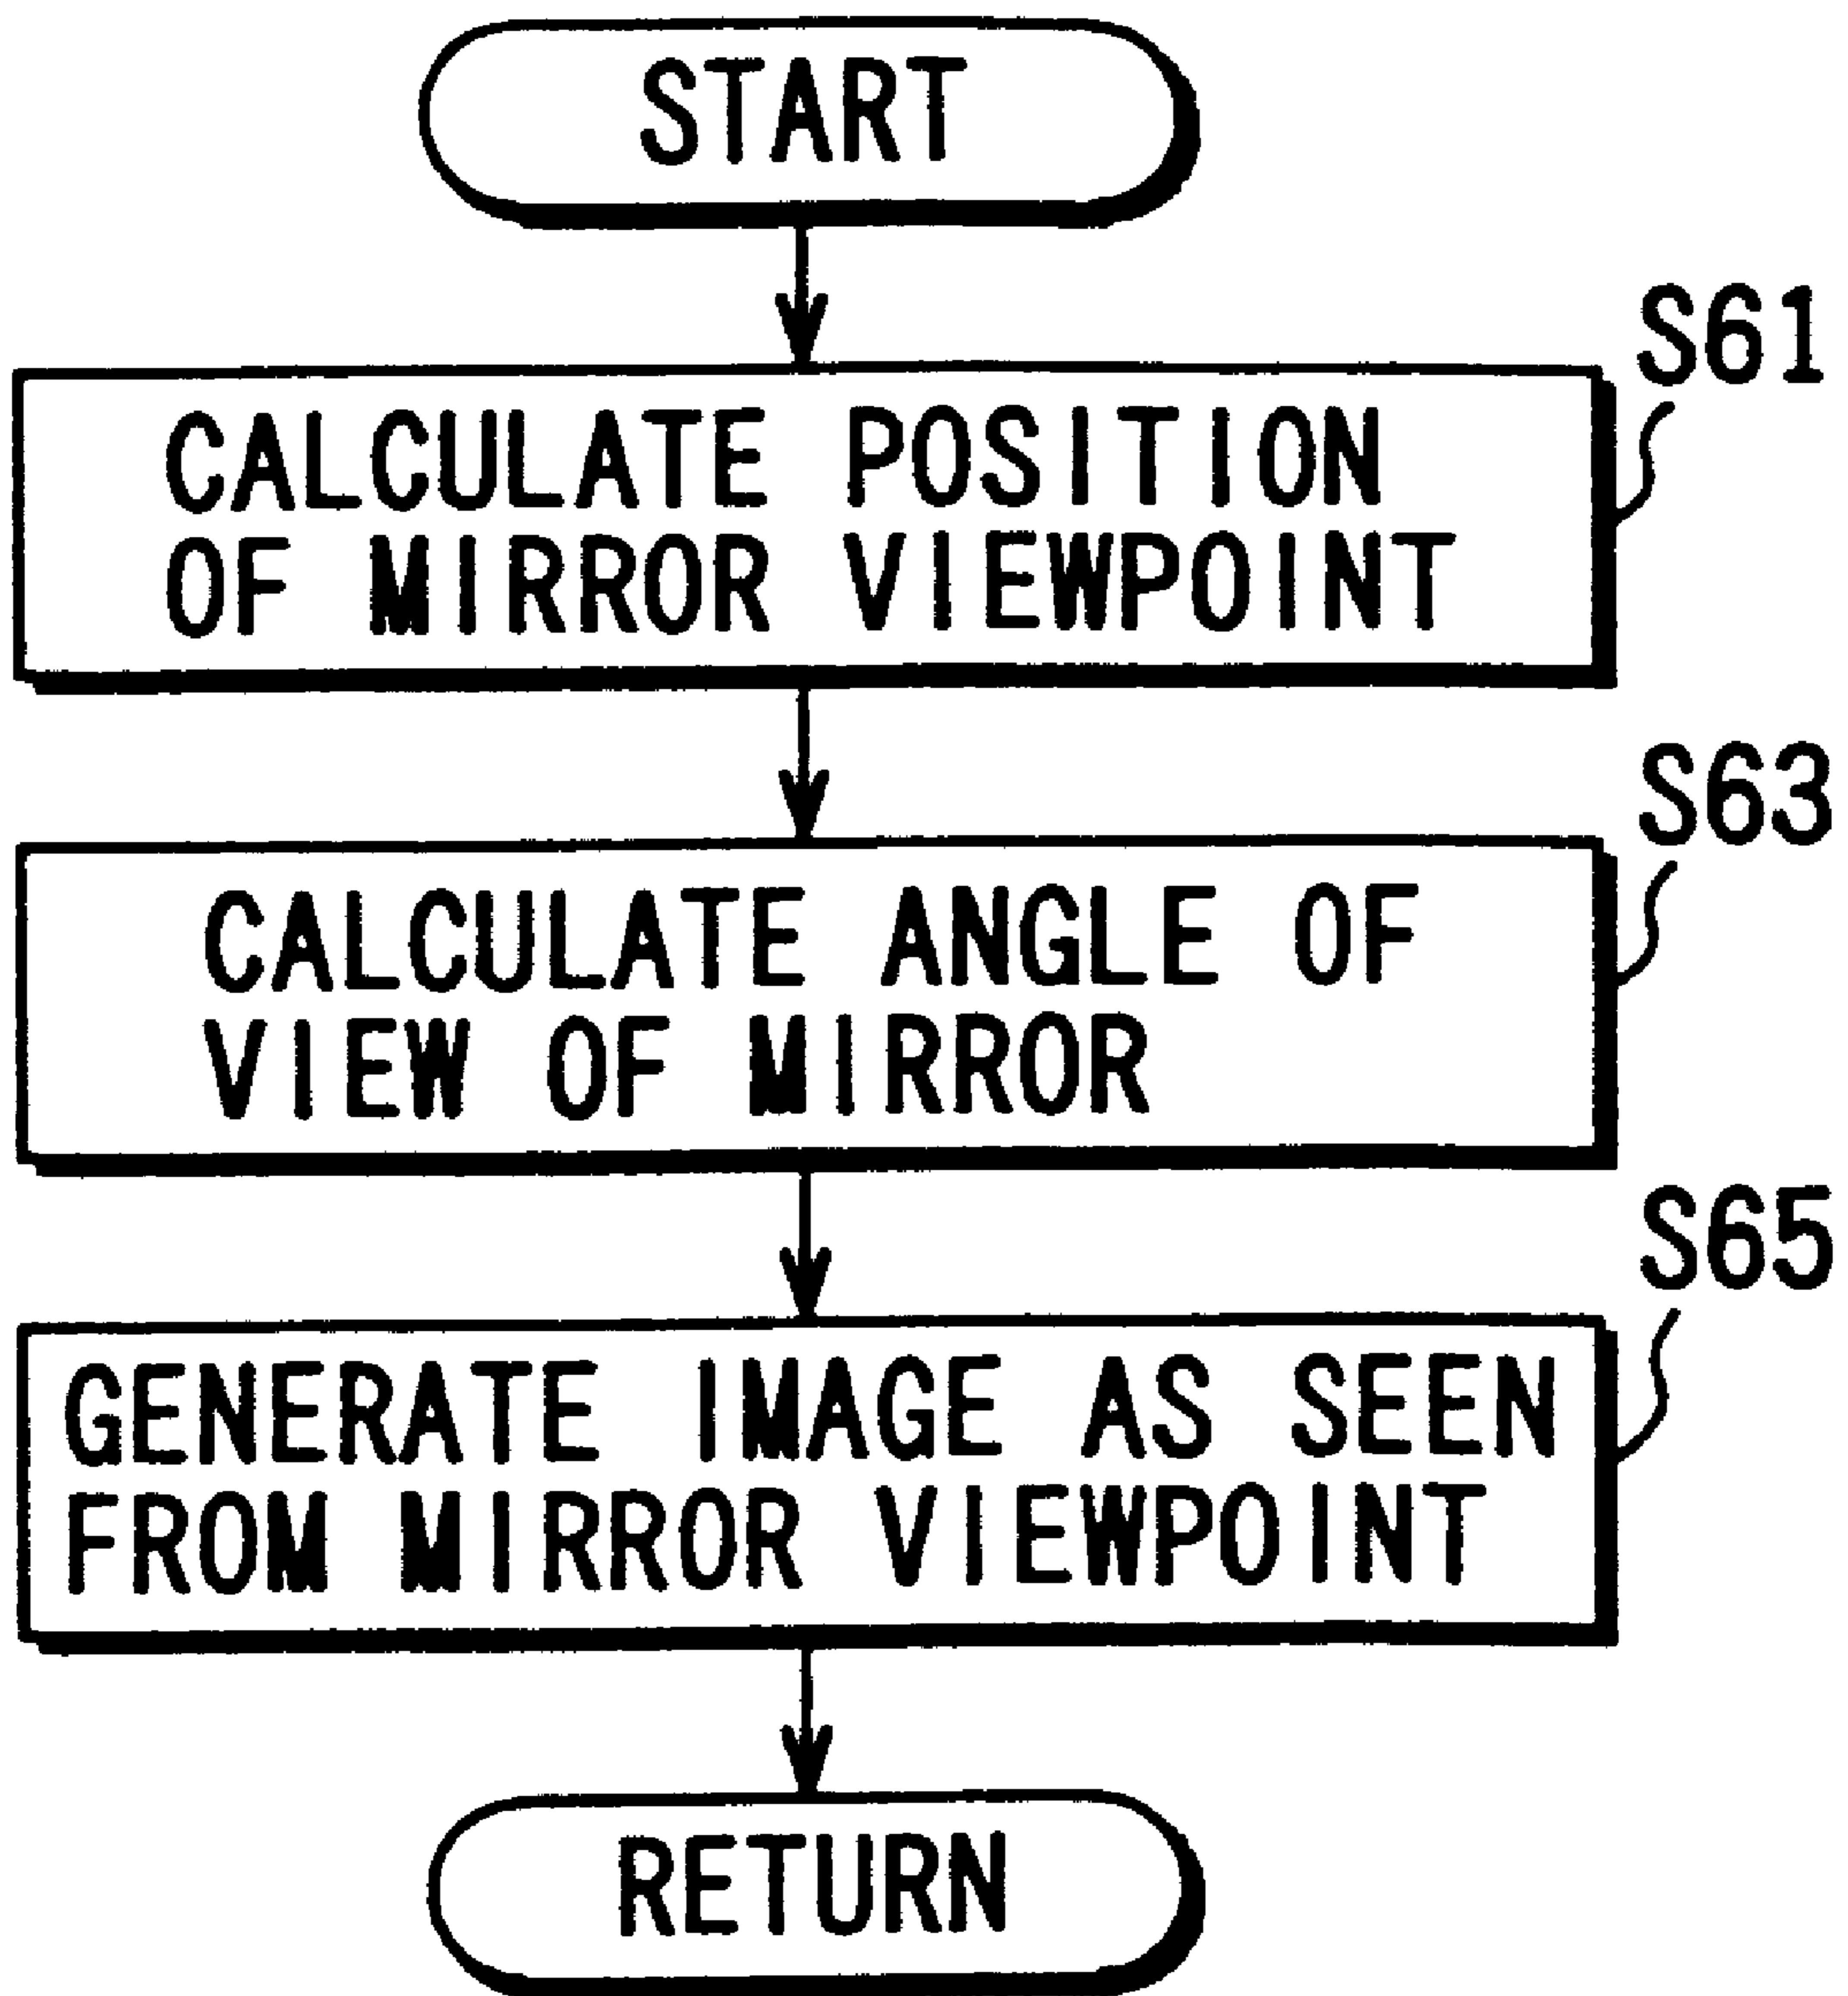 START
S61
CALCULATE POSITION
OF MIRROR VIEWPOINT
S63
CALCULATE ANGLE OF
VIEW OF MIRROR
S65
GENERATE IMAGE AS SEEN
FROM MIRROR VIEWPOINT
RETURN